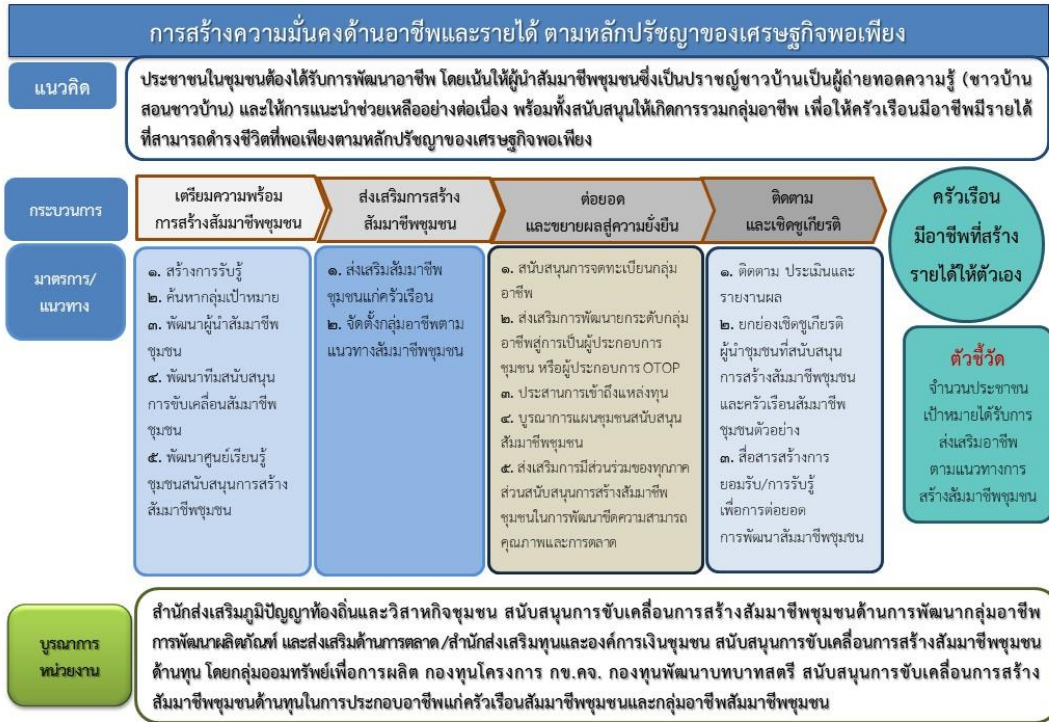 การสร้างความมั่นคงด้านอาชีพและรายได้ ตามหลักปรัชญาของเศรษฐกิจพอเพียง
แนวคิด
ประชาชนในชุมชนต้องได้รับการพัฒนาอาชีพ โดยเน้นให้ผู้นำสัมมาชีพชุมชนซึ่งเป็นปราชญ์ชาวบ้านเป็นผู้ถ่ายทอดความรู้ (ชาวบ้าน
สอนชาวบ้าน) และให้การแนะนำช่วยเหลืออย่างต่อเนื่อง พร้อมทั้งสนับสนุนให้เกิดการรวมกลุ่มอาชีพ เพื่อให้ครัวเรือนมีอาชีพมีรายได้
ที่สามารถดำรงชีวิตที่พอเพียงตามหลักปรัชญาของเศรษฐกิจพอเพียง
กระบวนการ
เตรียมความพร้อม
การสร้างสัมมาชีพชุมชน
ส่งเสริมการสร้าง
สัมมาชีพชุมชน
ต่อยอด
และขยายผลสู่ความยั่งยืน
ติดตาม
และเชิดชูเกียรติ
ครัวเรือน
มีอาชีพที่สร้าง
รายได้ให้ตัวเอง
มาตรการ/
แนวทาง
๑. สร้างการรับรู้
๒. ค้นหากลุ่มเป้าหมาย
๓. พัฒนาผู้นำสัมมาชีพ
ชุมชน
๔. พัฒนาทีมสนับสนุน
การขับเคลื่อนสัมมาชีพ
ชุมชน
๕. พัฒนาศูนย์เรียนรู้
ชุมชนสนับสนุนการสร้าง
สัมมาชีพชุมชน
๑. ส่งเสริมสัมมาชีพ
ชุมชนแก่ครัวเรือน
๒. จัดตั้งกลุ่มอาชีพตาม
แนวทางสัมมาชีพชุมชน
๑. สนับสนุนการจดทะเบียนกลุ่ม
อาชีพ
๒. ส่งเสริมการพัฒนายกระดับกลุ่ม
อาชีพสู่การเป็นผู้ประกอบการ
ชุมชน หรือผู้ประกอบการ OTOP
๓. ประสานการเข้าถึงแหล่งทุน
๔. บูรณาการแผนชุมชนสนับสนุน
สัมมาชีพชุมชน
๕. ส่งเสริมการมีส่วนร่วมของทุกภาค
ส่วนสนับสนุนการสร้างสัมมาชีพ
ชุมชนในการพัฒนาขีดความสามารถ
คุณภาพและการตลาด
๑. ติดตาม ประเมินและ
รายงานผล
๒. ยกย่องเชิดชูเกียรติ
ผู้นำชุมชนที่สนับสนุน
การสร้างสัมมาชีพชุมชน
และครัวเรือนสัมมาชีพ
ชุมชนตัวอย่าง
๓. สื่อสารสร้างการ
ยอมรับ/การรับรู้
เพื่อการต่อยอด
การพัฒนาสัมมาชีพชุมชน
ตัวชี้วัด
จำนวนประชาชน
เป้าหมายได้รับการ
ส่งเสริมอาชีพ
ตามแนวทางการ
สร้างสัมมาชีพชุมชน
บูรณาการ
หน่วยงาน
สำนักส่งเสริมภูมิปัญญาท้องถิ่นและวิสาหกิจชุมชน สนับสนุนการขับเคลื่อนการสร้างสัมมาชีพชุมชนด้านการพัฒนากลุ่มอาชีพ
การพัฒนาผลิตภัณฑ์ และส่งเสริมด้านการตลาด/สำนักส่งเสริมทุนและองค์การเงินชุมชน สนับสนุนการขับเคลื่อนการสร้างสัมมาชีพชุมชน
ด้านทุน โดยกลุ่มออมทรัพย์เพื่อการผลิต กองทุนโครงการ กข.คจ. กองทุนพัฒนาบทบาทสตรี สนับสนุนการขับเคลื่อนการสร้าง
สัมมาชีพชุมชนด้านทุนในการประกอบอาชีพแก่ครัวเรือนสัมมาชีพชุมชนและกลุ่มอาชีพสัมมาชีพชุมชน